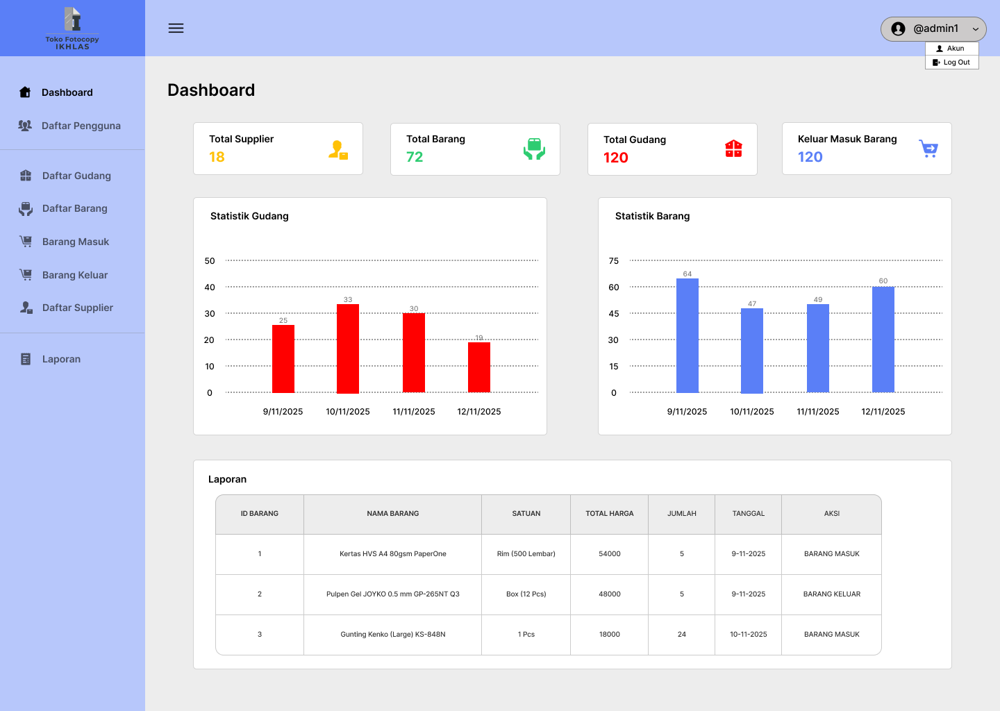 Toko Fotocopy
IKHLAS
@admin1
Akun
Log Out
Dashboard
Daftar Pengguna
Daftar Gudang
Daftar Barang
Barang Masuk
Barang Keluar
Daftar Supplier
Laporan
Dashboard
Total Supplier
18
Total Barang
72
Total Gudang
120
Keluar Masuk Barang
120
Statistik Gudang
50
40
30
20
10
0
25
33
30
19
9/11/2025 10/11/2025 11/11/2025 12/11/2025
Statistik Barang
75
60
45
30
15
0
64
47
49
60
9/11/2025 10/11/2025 11/11/2025 12/11/2025
Laporan
ID BARANG NAMA BARANG SATUAN TOTAL HARGA JUMLAH TANGGAL AKSI
1 Kertas HVS A4 80gsm PaperOne Rim (500 Lembar) 54000 5 9-11-2025 BARANG MASUK
2 Pulpen Gel JOYKO 0.5 mm GP-265NT Q3 Box (12 Pcs) 48000 5 9-11-2025 BARANG KELUAR
3 Gunting Kenko (Large) KS-848N 1 Pcs 18000 24 10-11-2025 BARANG MASUK